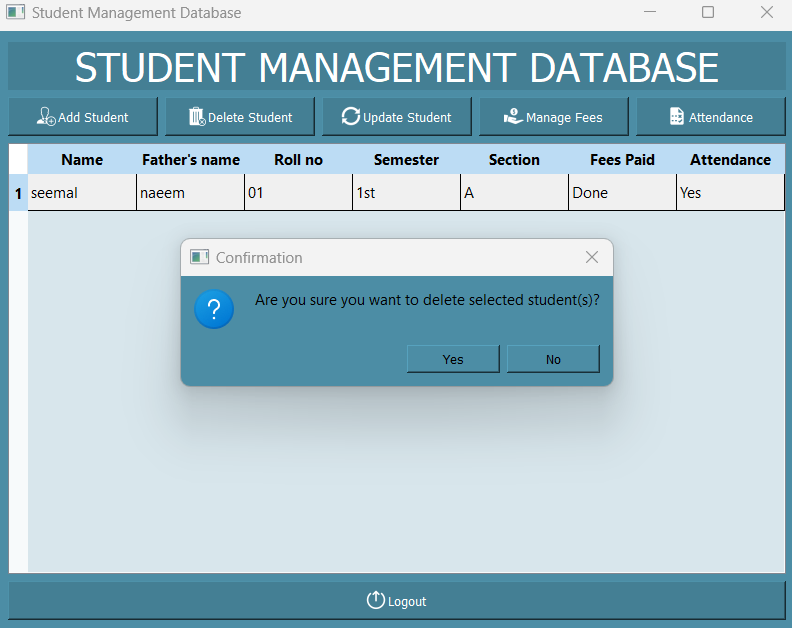 Student Management Database
STUDENT MANAGEMENT DATABASE
Add Student Delete Student Update Student Manage Fees Attendance
Name Father's name Roll no Semester Section Fees Paid Attendance
1 seemal naeem 01 1st A Done Yes
Confirmation
?
Are you sure you want to delete selected student(s)?
Yes No
Logout